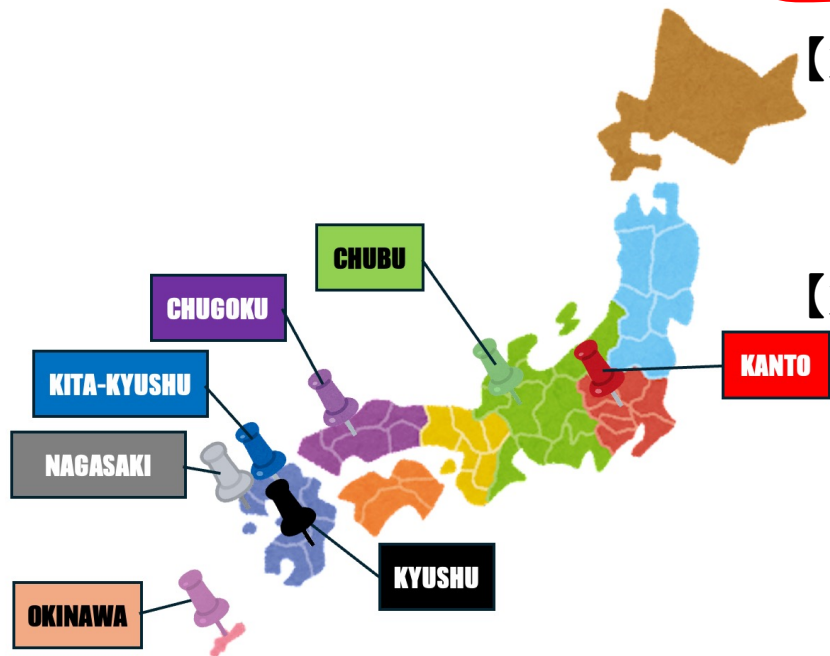 【
CHUBU
CHUGOKU
【
KANTO
KITA-KYUSHU
NAGASAKI
KYUSHU
OKINAWA